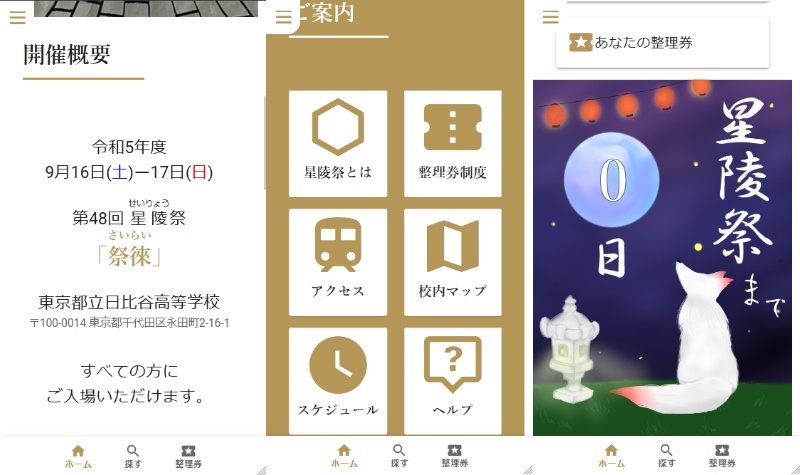 開催概要
令和5年度
9月16日(土)ー17日(日)
せいりょう
第48回 星陵祭
さいらい
「祭徠」
東京都立日比谷高等学校
〒100-0014 東京都千代田区永田町2-16-1
すべての方に
ご入場いただけます。
ホーム
探す
整理券
ご案内
星陵祭とは
整理券制度
アクセス
校内マップ
スケジュール
ヘルプ
ホーム
探す
整理券
あなたの整理券
星陵祭まで
0日
ホーム
探す
整理券